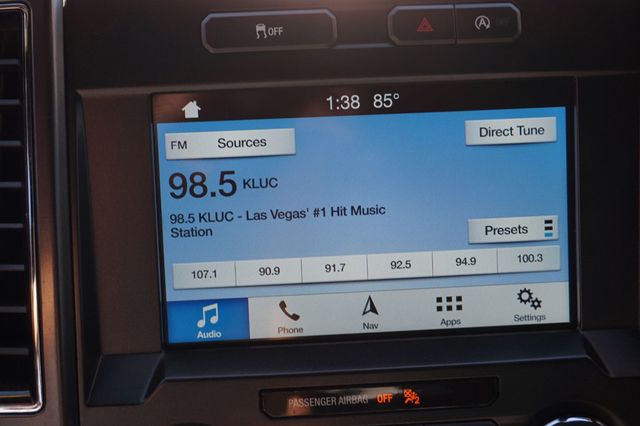 OFF
A OFF
1:38 85°
FM Sources
Direct Tune
98.5 KLUC
98.5 KLUC - Las Vegas' #1 Hit Music
Station
Presets
107.1 90.9 91.7 92.5 94.9 100.3
Audio Phone Nav Apps Settings
PASSENGER AIRBAG OFF 2